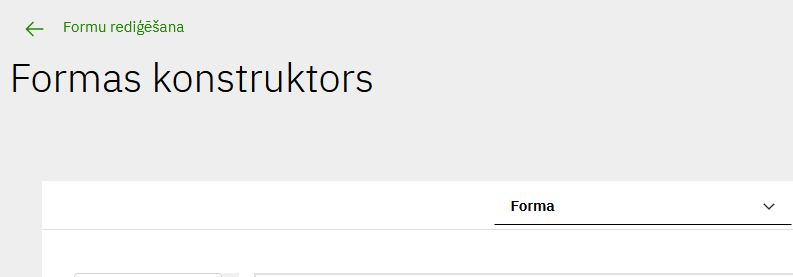 Formu rediģēšana
Formas konstruktors
Forma